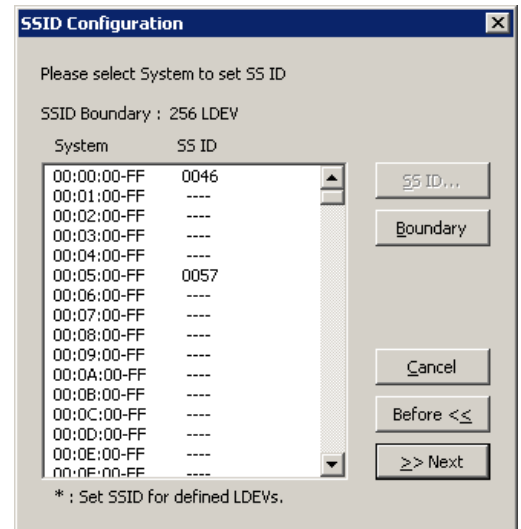 SSID Configuration
Please select System to set SS ID
SSID Boundary : 256 LDEV
System SS ID
00:00:00-FF 0046
00:01:00-FF ----
00:02:00-FF ----
00:03:00-FF ----
00:04:00-FF ----
00:05:00-FF 0057
00:06:00-FF ----
00:07:00-FF ----
00:08:00-FF ----
00:09:00-FF ----
00:0A:00-FF ----
00:0B:00-FF ----
00:0C:00-FF ----
00:0D:00-FF ----
00:0E:00-FF ----
00:0F:00-FF ----
SS ID...
Boundary
Cancel
Before <<
>> Next
* : Set SSID for defined LDEVs.